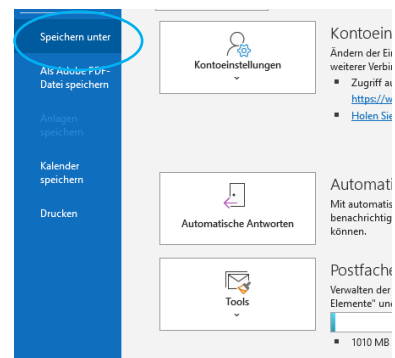 Speichern unter
Als Adobe PDF-
Datei speichern
Anlagen
speichern
Kalender
speichern
Drucken
Kontoeinstellungen
Automatische Antworten
Tools
Kontoein
Ändern der Ei
weiterer Verbi
Zugriff au
https://w
Holen Sie
Automati
Mit automatis
benachrichtig
können.
Postfache
Verwalten der
Elemente" und
1010 MB